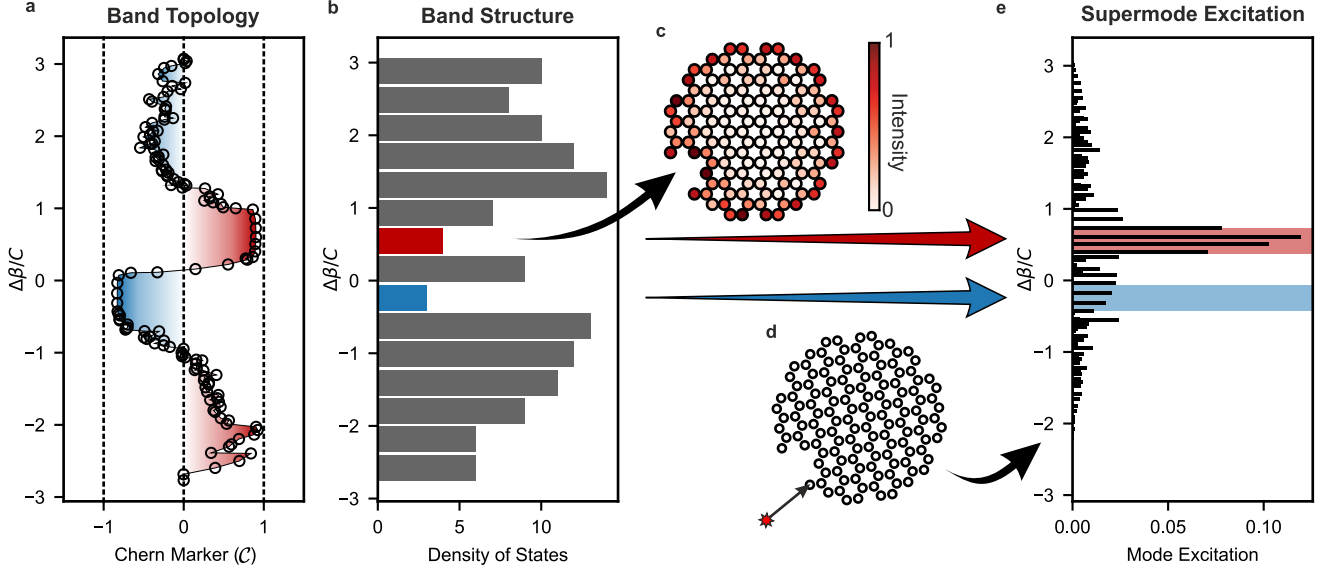 a
Band Topology
3
2
1
0
−1
−2
−3
Δβ/C
−1
0
1
Chern Marker (𝒞)
b
Band Structure
3
2
1
0
−1
−2
−3
Δβ/C
0
5
10
Density of States
c
1
0
Intensity
d
e
Supermode Excitation
3
2
1
0
−1
−2
−3
Δβ/C
0.00
0.05
0.10
Mode Excitation